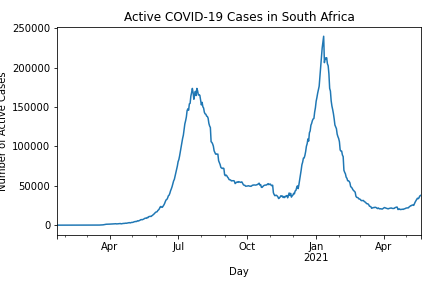 Active COVID-19 Cases in South Africa
Number of Active Cases
250000
200000
150000
100000
50000
0
Apr
Jul
Oct
Jan
2021
Apr
Day